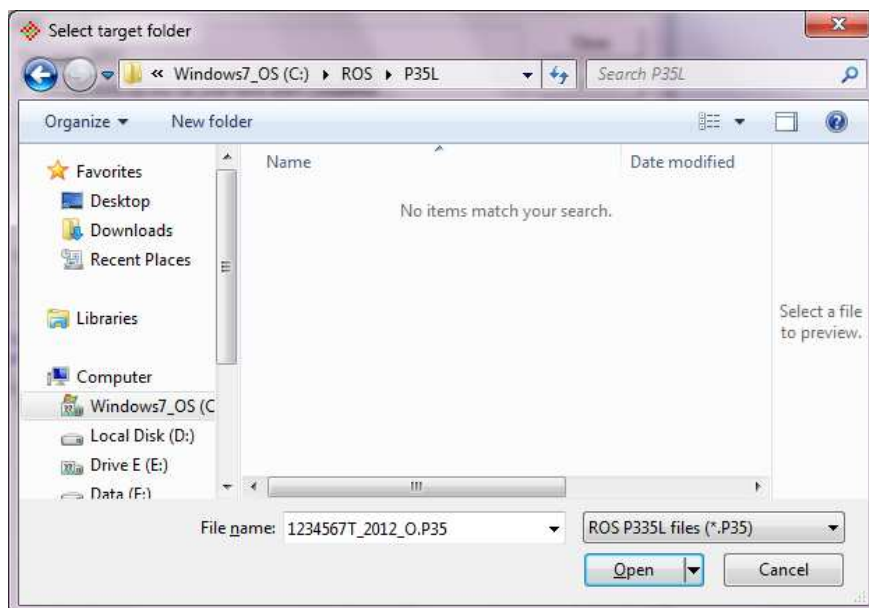 Select target folder
« Windows7_OS (C:) ROS P35L Search P35L
Organize New folder
Name Date modified
Favorites
Desktop
Downloads
Recent Places
Libraries
Computer
Windows7_OS (C
Local Disk (D:)
Drive E (E:)
Data (F:)
No items match your search.
Select a file
to preview.
File name: 1234567T_2012_O.P35 ROS P335L files (*.P35)
Open Cancel